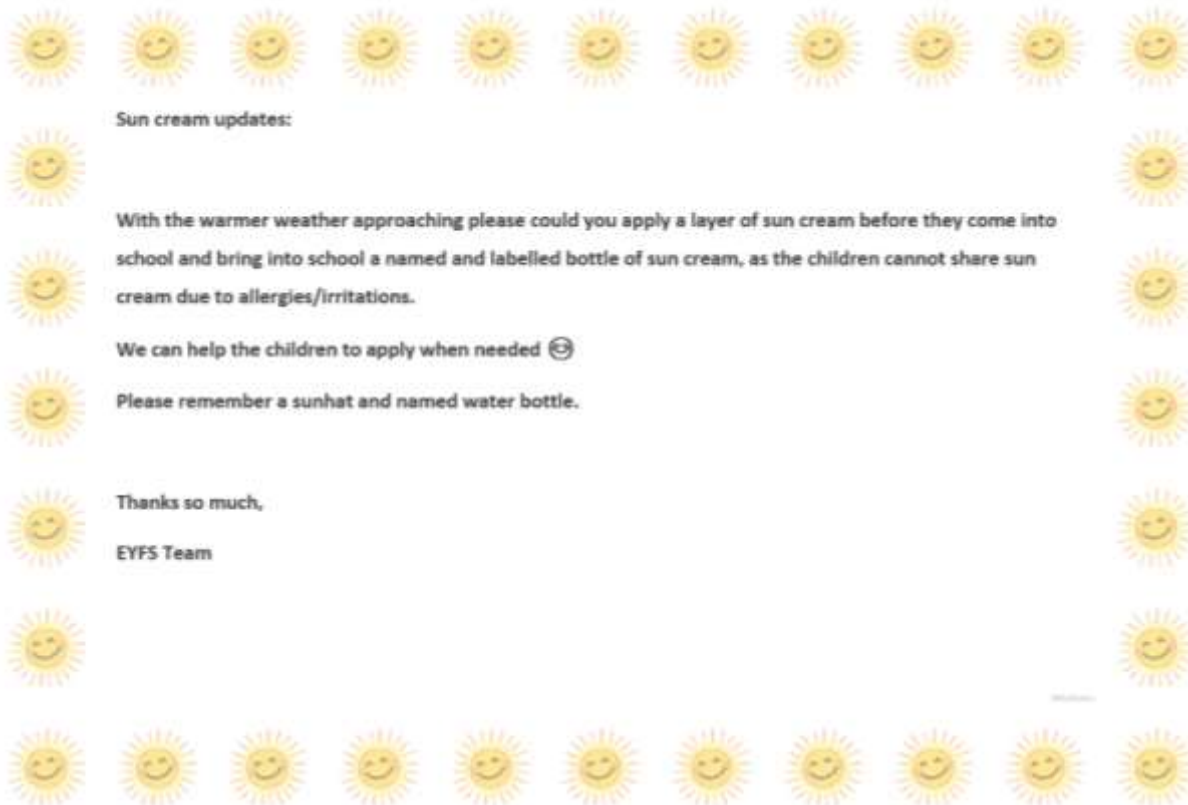 Sun cream updates:
With the warmer weather approaching please could you apply a layer of sun cream before they come into
school and bring into school a named and labelled bottle of sun cream, as the children cannot share sun
cream due to allergies/irritations.
We can help the children to apply when needed 😎
Please remember a sunhat and named water bottle.
Thanks so much,
EYFS Team